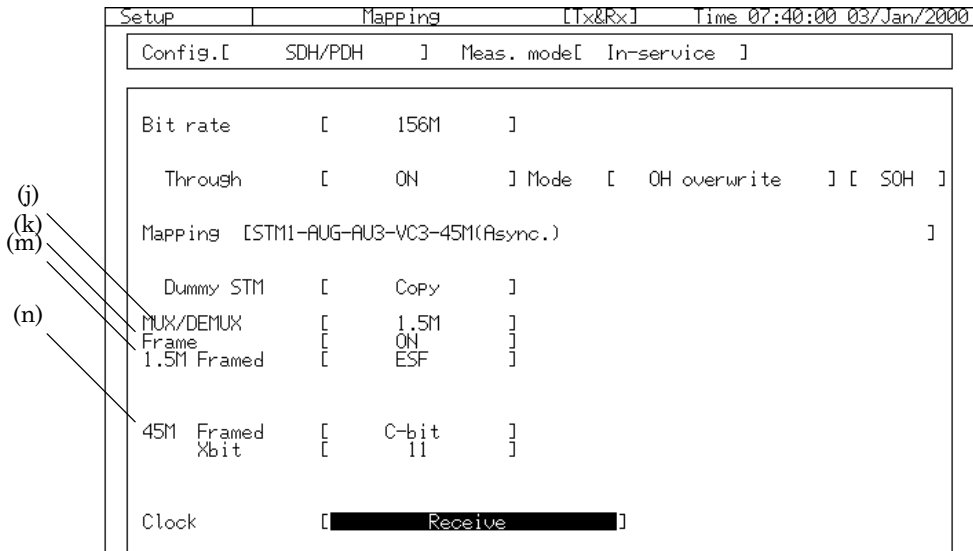 Setup Mapping [Tx&Rx] Time 07:40:00 03/Jan/2000
Config.[ SDH/PDH ] Meas. mode[ In-service ]
Bit rate [ 156M ]
Through [ ON ] Mode [ OH overwrite ] [ SOH ]
(j)
(k)
(m)
Mapping [STM1-AUG-AU3-VC3-45M(Async.) ]
Dummy STM [ Copy ]
(n)
MUX/DEMUX [ 1.5M ]
Frame [ ON ]
1.5M Framed [ ESF ]
45M Framed [ C-bit ]
Xbit [ 11 ]
Clock [ Receive ]